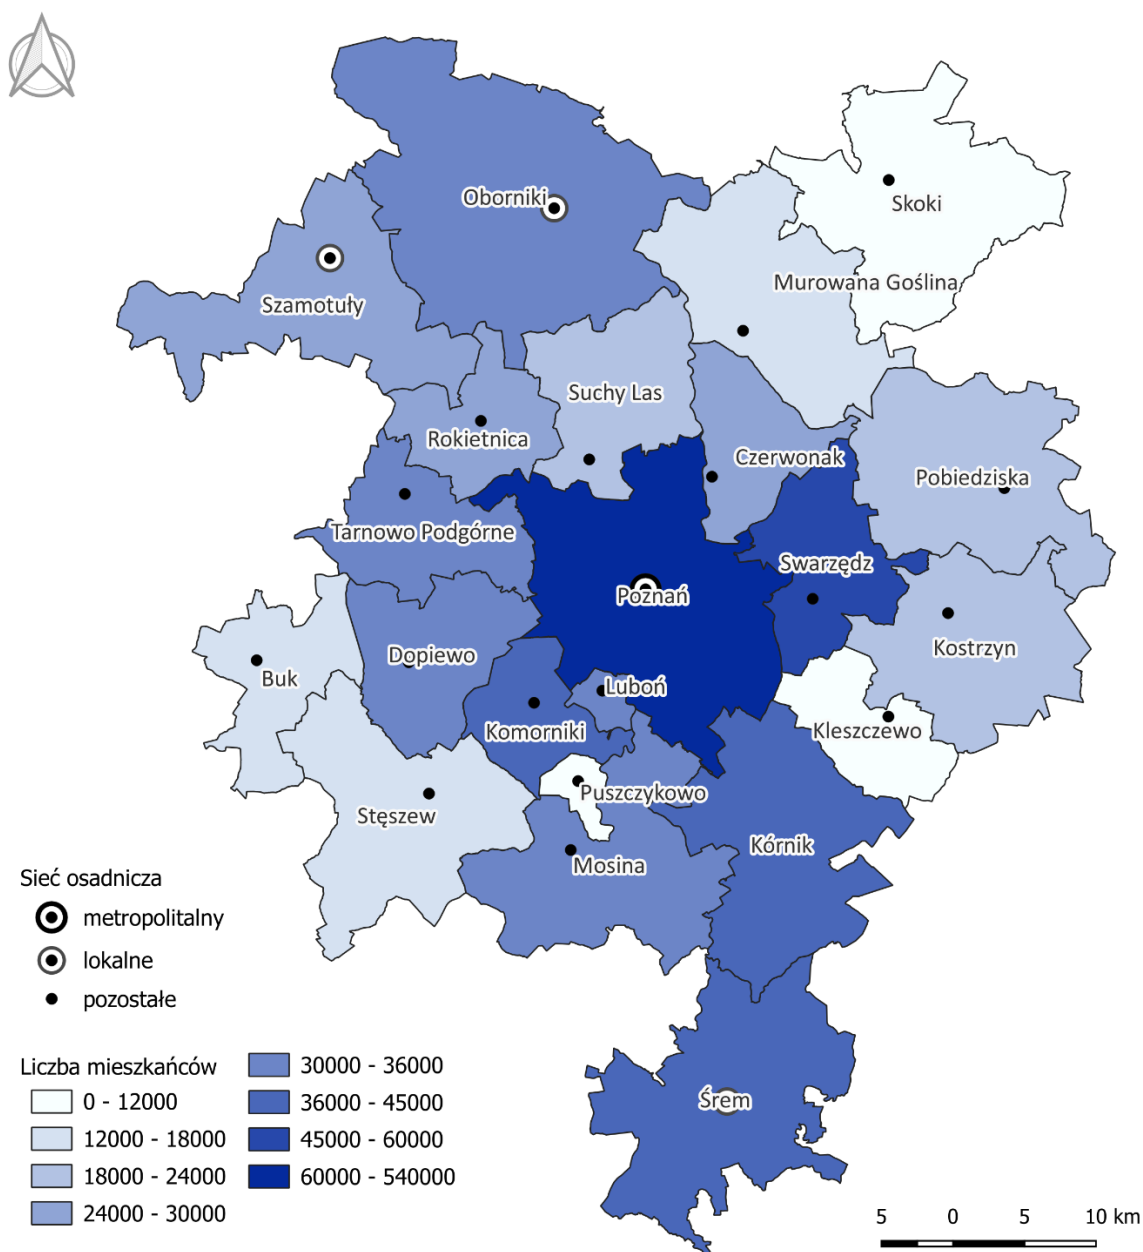 Oborniki
Skoki
Szamotuły
Murowana Goślina
Suchy Las
Rokietnica
Czerwonak
Pobiedziska
Tarnowo Podgórne
Swarzędz
Poznań
Kostrzyn
Dopiewo
Buk
Luboń
Komorniki
Kleszczewo
Puszczykowo
Stęszew
Kórnik
Mosina
Śrem
Sieć osadnicza
metropolitalny
lokalne
pozostałe
Liczba mieszkańców
0 - 12000
12000 - 18000
18000 - 24000
24000 - 30000
30000 - 36000
36000 - 45000
45000 - 60000
60000 - 540000
5 0 5 10 km